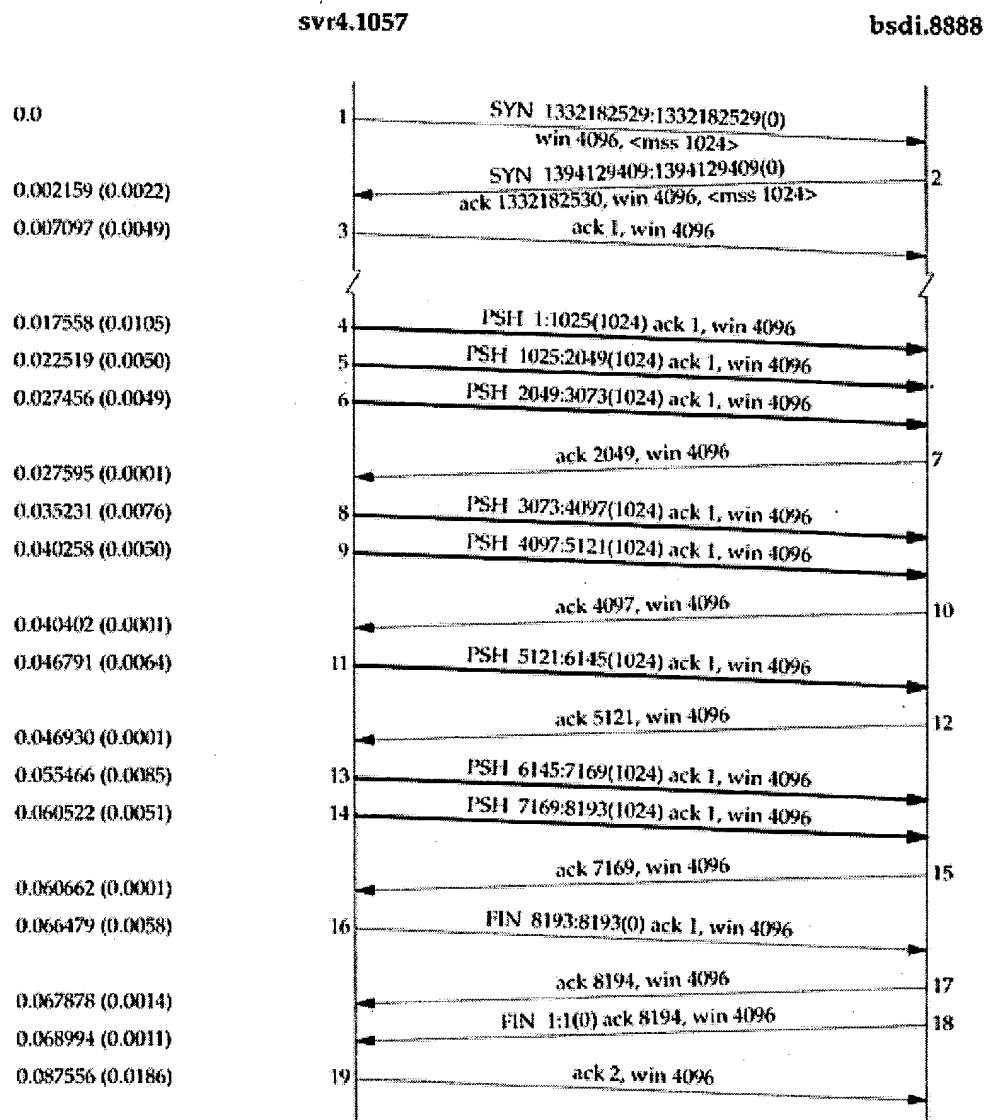 svr4.1057 bsdi.8888
0.0 1 SYN 1332182529:1332182529(0)
win 4096, <mss 1024>
SYN 1394129409:1394129409(0) 2
0.002159 (0.0022) ack 1332182530, win 4096, <mss 1024>
0.007097 (0.0049) 3 ack 1, win 4096
0.017558 (0.0105) 4 PSH 1:1025(1024) ack 1, win 4096
0.022519 (0.0050) 5 PSH 1025:2049(1024) ack 1, win 4096
0.027456 (0.0049) 6 PSH 2049:3073(1024) ack 1, win 4096
ack 2049, win 4096 7
0.027595 (0.0001)
0.035231 (0.0076) 8 PSH 3073:4097(1024) ack 1, win 4096
0.040258 (0.0050) 9 PSH 4097:5121(1024) ack 1, win 4096
ack 4097, win 4096 10
0.040402 (0.0001)
0.046791 (0.0064) 11 PSH 5121:6145(1024) ack 1, win 4096
ack 5121, win 4096 12
0.046930 (0.0001)
0.055466 (0.0085) 13 PSH 6145:7169(1024) ack 1, win 4096
0.060522 (0.0051) 14 PSH 7169:8193(1024) ack 1, win 4096
ack 7169, win 4096 15
0.060662 (0.0001)
0.066479 (0.0058) 16 FIN 8193:8193(0) ack 1, win 4096
ack 8194, win 4096 17
0.067878 (0.0014)
FIN 1:1(0) ack 8194, win 4096 18
0.068994 (0.0011)
0.087556 (0.0186) 19 ack 2, win 4096